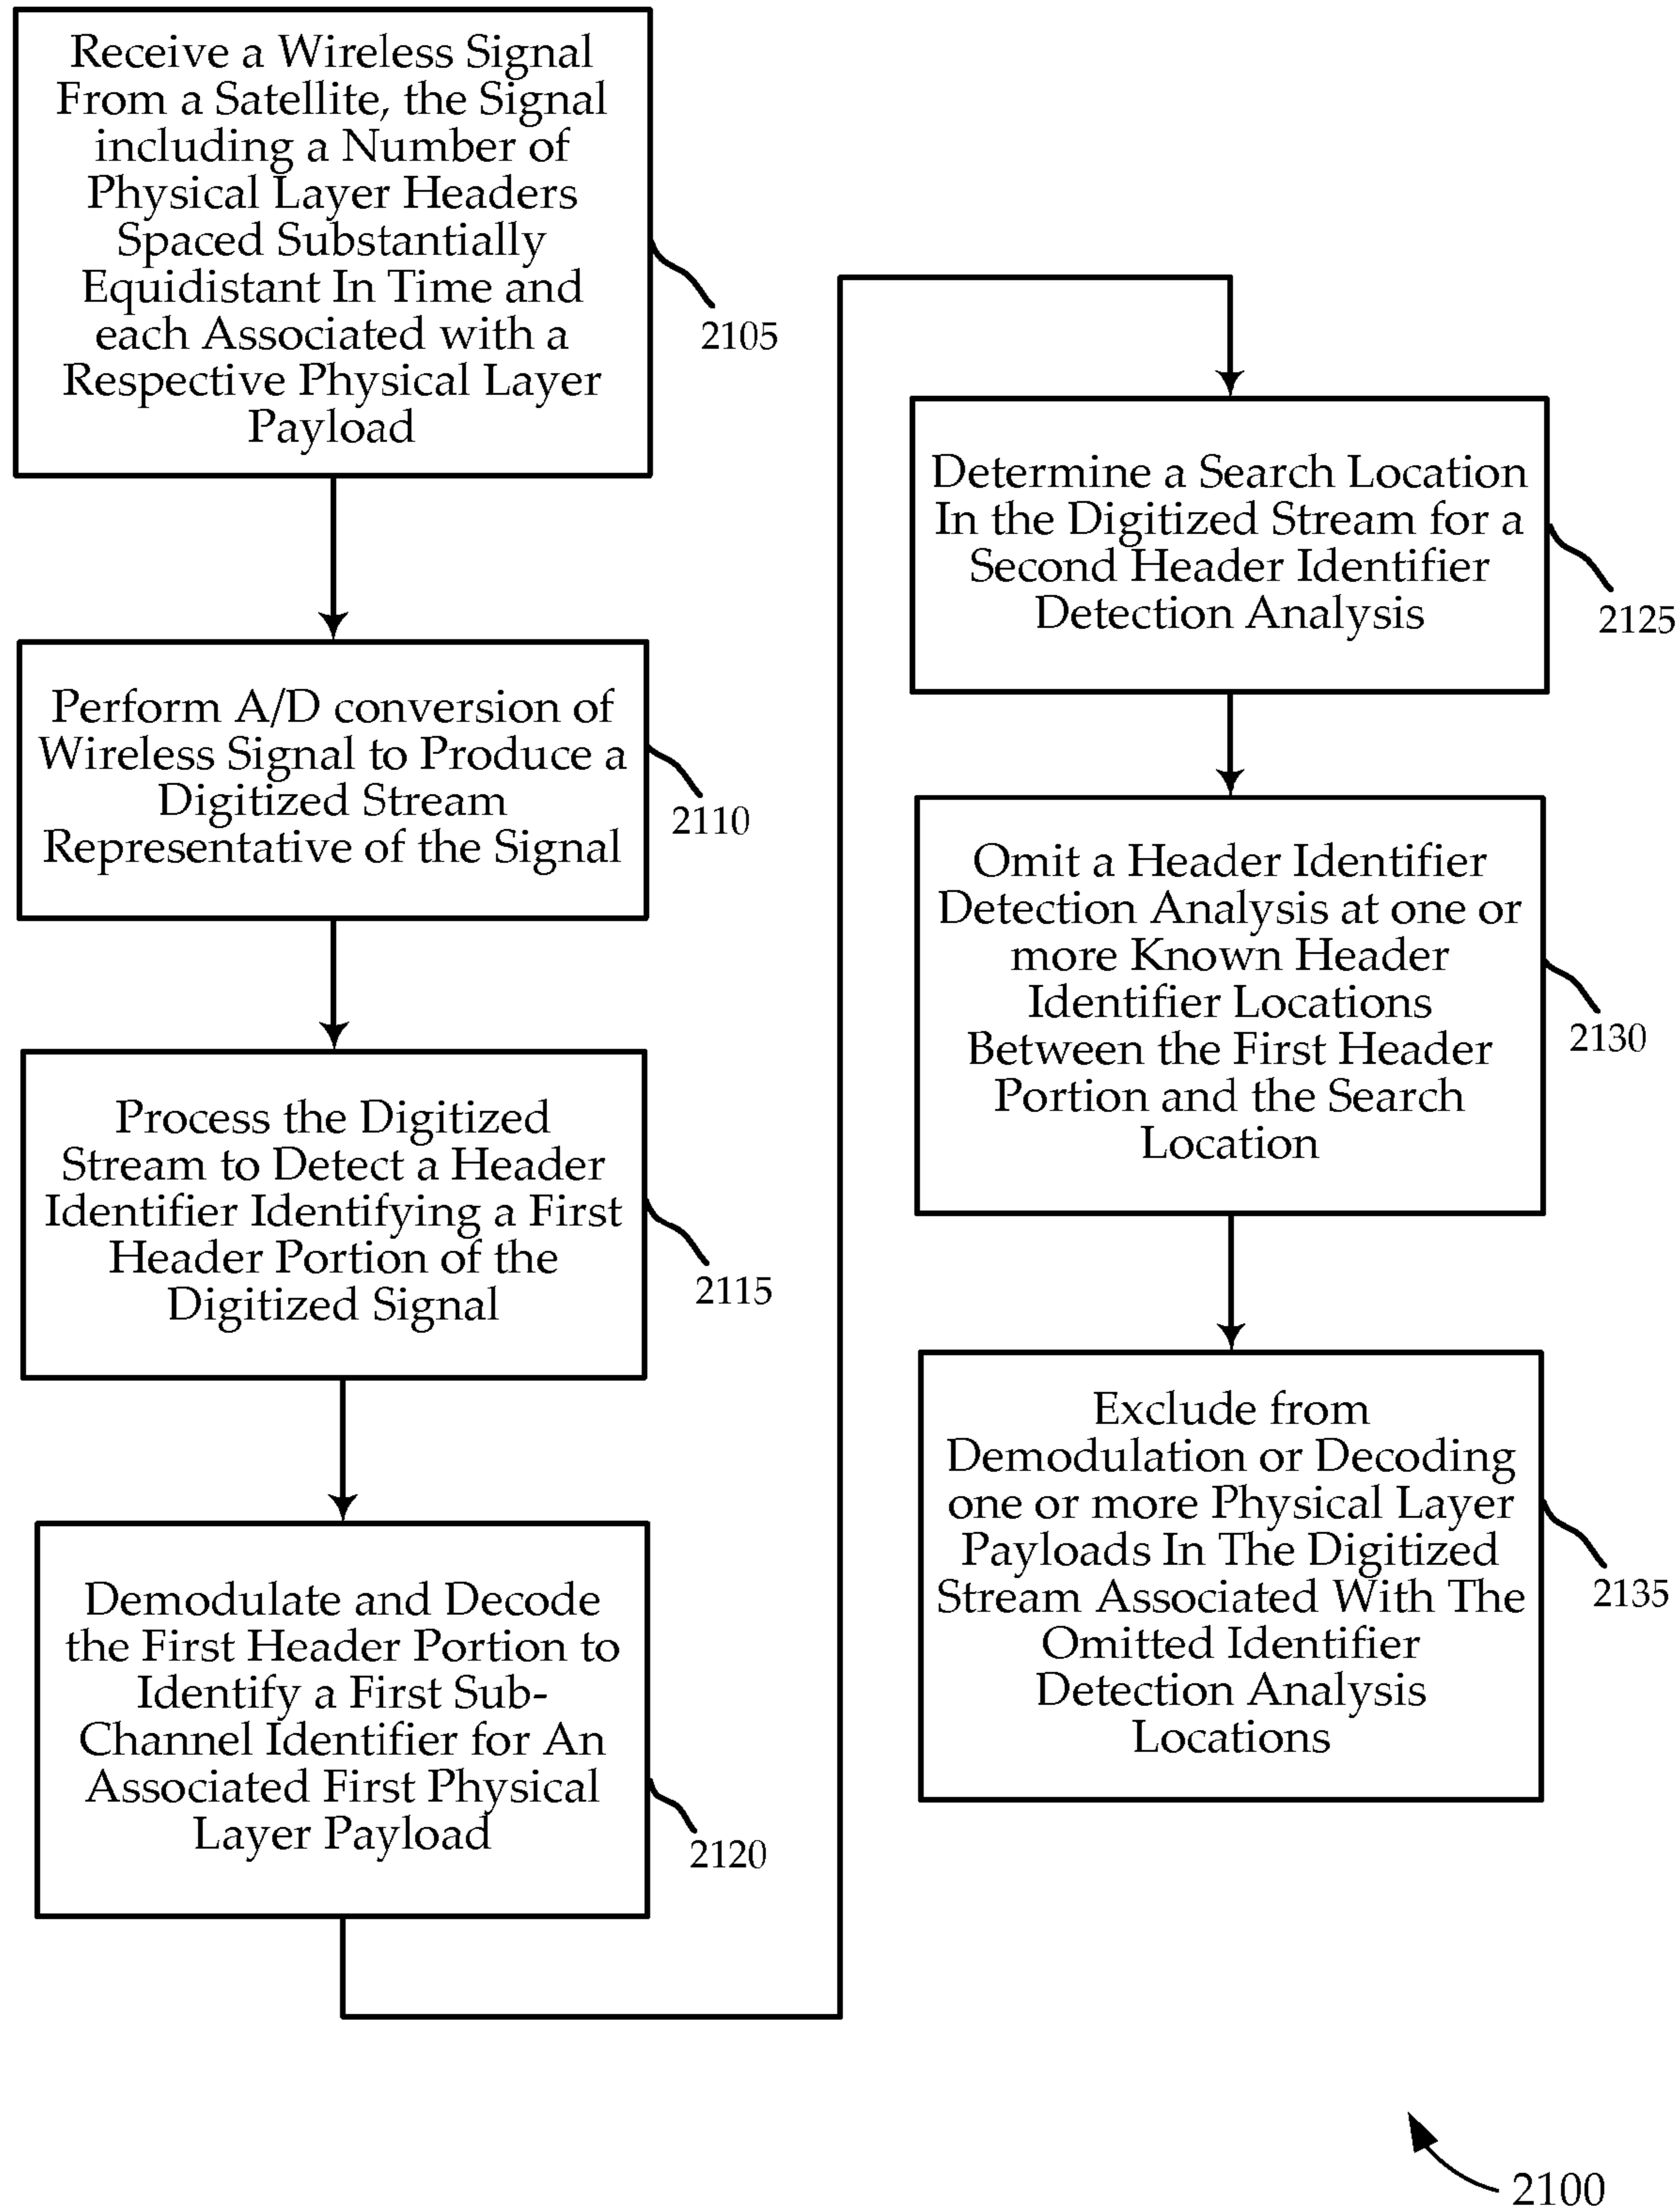 Receive a Wireless Signal
From a Satellite, the Signal
including a Number of
Physical Layer Headers
Spaced Substantially
Equidistant In Time and
each Associated with a
Respective Physical Layer
Payload
2105
Perform A/D conversion of
Wireless Signal to Produce a
Digitized Stream
Representative of the Signal
2110
Process the Digitized
Stream to Detect a Header
Identifier Identifying a First
Header Portion of the
Digitized Signal
2115
Demodulate and Decode
the First Header Portion to
Identify a First Sub-
Channel Identifier for An
Associated First Physical
Layer Payload
2120
Determine a Search Location
In the Digitized Stream for a
Second Header Identifier
Detection Analysis
2125
Omit a Header Identifier
Detection Analysis at one or
more Known Header
Identifier Locations
Between the First Header
Portion and the Search
Location
2130
Exclude from
Demodulation or Decoding
one or more Physical Layer
Payloads In The Digitized
Stream Associated With The
Omitted Identifier
Detection Analysis
Locations
2135
2100